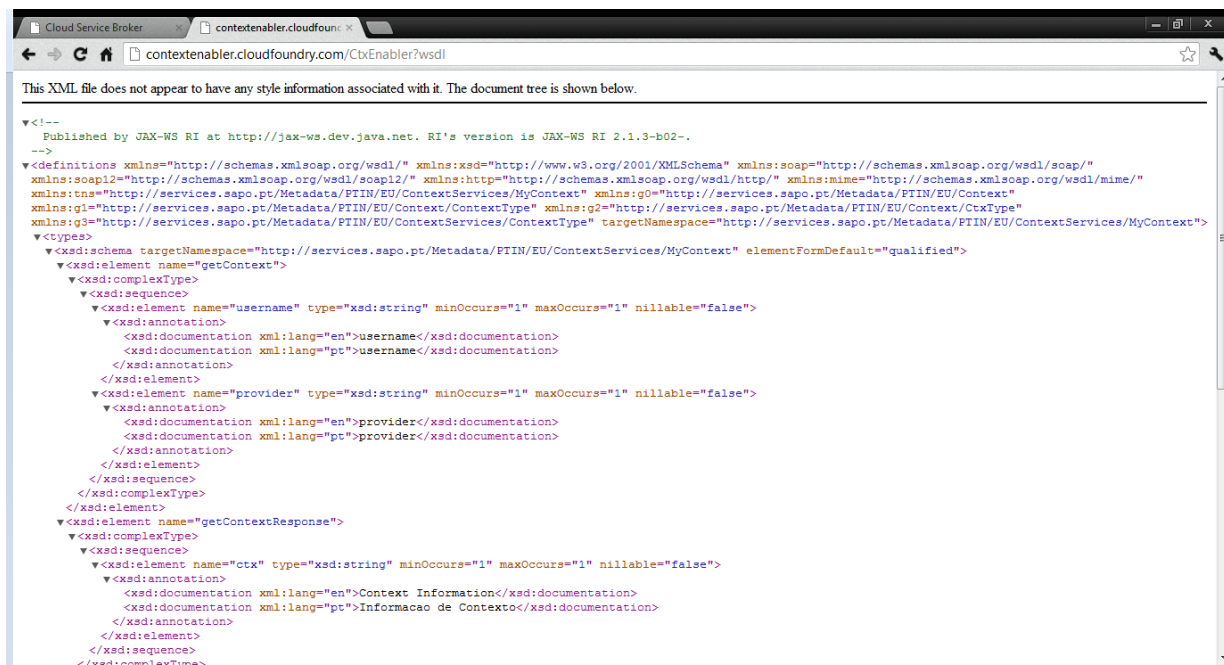 Cloud Service Broker
contextenabler.cloudfoundr
contextenabler.cloudfoundry.com/CtxEnabler?wsdl
This XML file does not appear to have any style information associated with it. The document tree is shown below.
▼<!--
Published by JAX-WS RI at http://jax-ws.dev.java.net. RI's version is JAX-WS RI 2.1.3-b02-.
-->
▼<definitions xmlns="http://schemas.xmlsoap.org/wsdl/" xmlns:xsd="http://www.w3.org/2001/XMLSchema" xmlns:soap="http://schemas.xmlsoap.org/wsdl/soap/"
xmlns:soap12="http://schemas.xmlsoap.org/wsdl/soap12/" xmlns:http="http://schemas.xmlsoap.org/wsdl/http/" xmlns:mime="http://schemas.xmlsoap.org/wsdl/mime/"
xmlns:tns="http://services.sapo.pt/Metadata/PTIN/EU/ContextServices/MyContext" xmlns:g0="http://services.sapo.pt/Metadata/PTIN/EU/Context"
xmlns:g1="http://services.sapo.pt/Metadata/PTIN/EU/Context/ContextType" xmlns:g2="http://services.sapo.pt/Metadata/PTIN/EU/Context/CtxType"
xmlns:g3="http://services.sapo.pt/Metadata/PTIN/EU/ContextServices/ContextType" targetNamespace="http://services.sapo.pt/Metadata/PTIN/EU/ContextServices/MyContext">
▼<types>
▼<xsd:schema targetNamespace="http://services.sapo.pt/Metadata/PTIN/EU/ContextServices/MyContext" elementFormDefault="qualified">
▼<xsd:element name="getContext">
▼<xsd:complexType>
▼<xsd:sequence>
▼<xsd:element name="username" type="xsd:string" minOccurs="1" maxOccurs="1" nillable="false">
▼<xsd:annotation>
<xsd:documentation xml:lang="en">username</xsd:documentation>
<xsd:documentation xml:lang="pt">username</xsd:documentation>
</xsd:annotation>
</xsd:element>
▼<xsd:element name="provider" type="xsd:string" minOccurs="1" maxOccurs="1" nillable="false">
▼<xsd:annotation>
<xsd:documentation xml:lang="en">provider</xsd:documentation>
<xsd:documentation xml:lang="pt">provider</xsd:documentation>
</xsd:annotation>
</xsd:element>
</xsd:sequence>
</xsd:complexType>
</xsd:element>
▼<xsd:element name="getContextResponse">
▼<xsd:complexType>
▼<xsd:sequence>
▼<xsd:element name="ctx" type="xsd:string" minOccurs="1" maxOccurs="1" nillable="false">
▼<xsd:annotation>
<xsd:documentation xml:lang="en">Context Information</xsd:documentation>
<xsd:documentation xml:lang="pt">Informacao de Contexto</xsd:documentation>
</xsd:annotation>
</xsd:element>
</xsd:sequence>
</xsd:complexType>